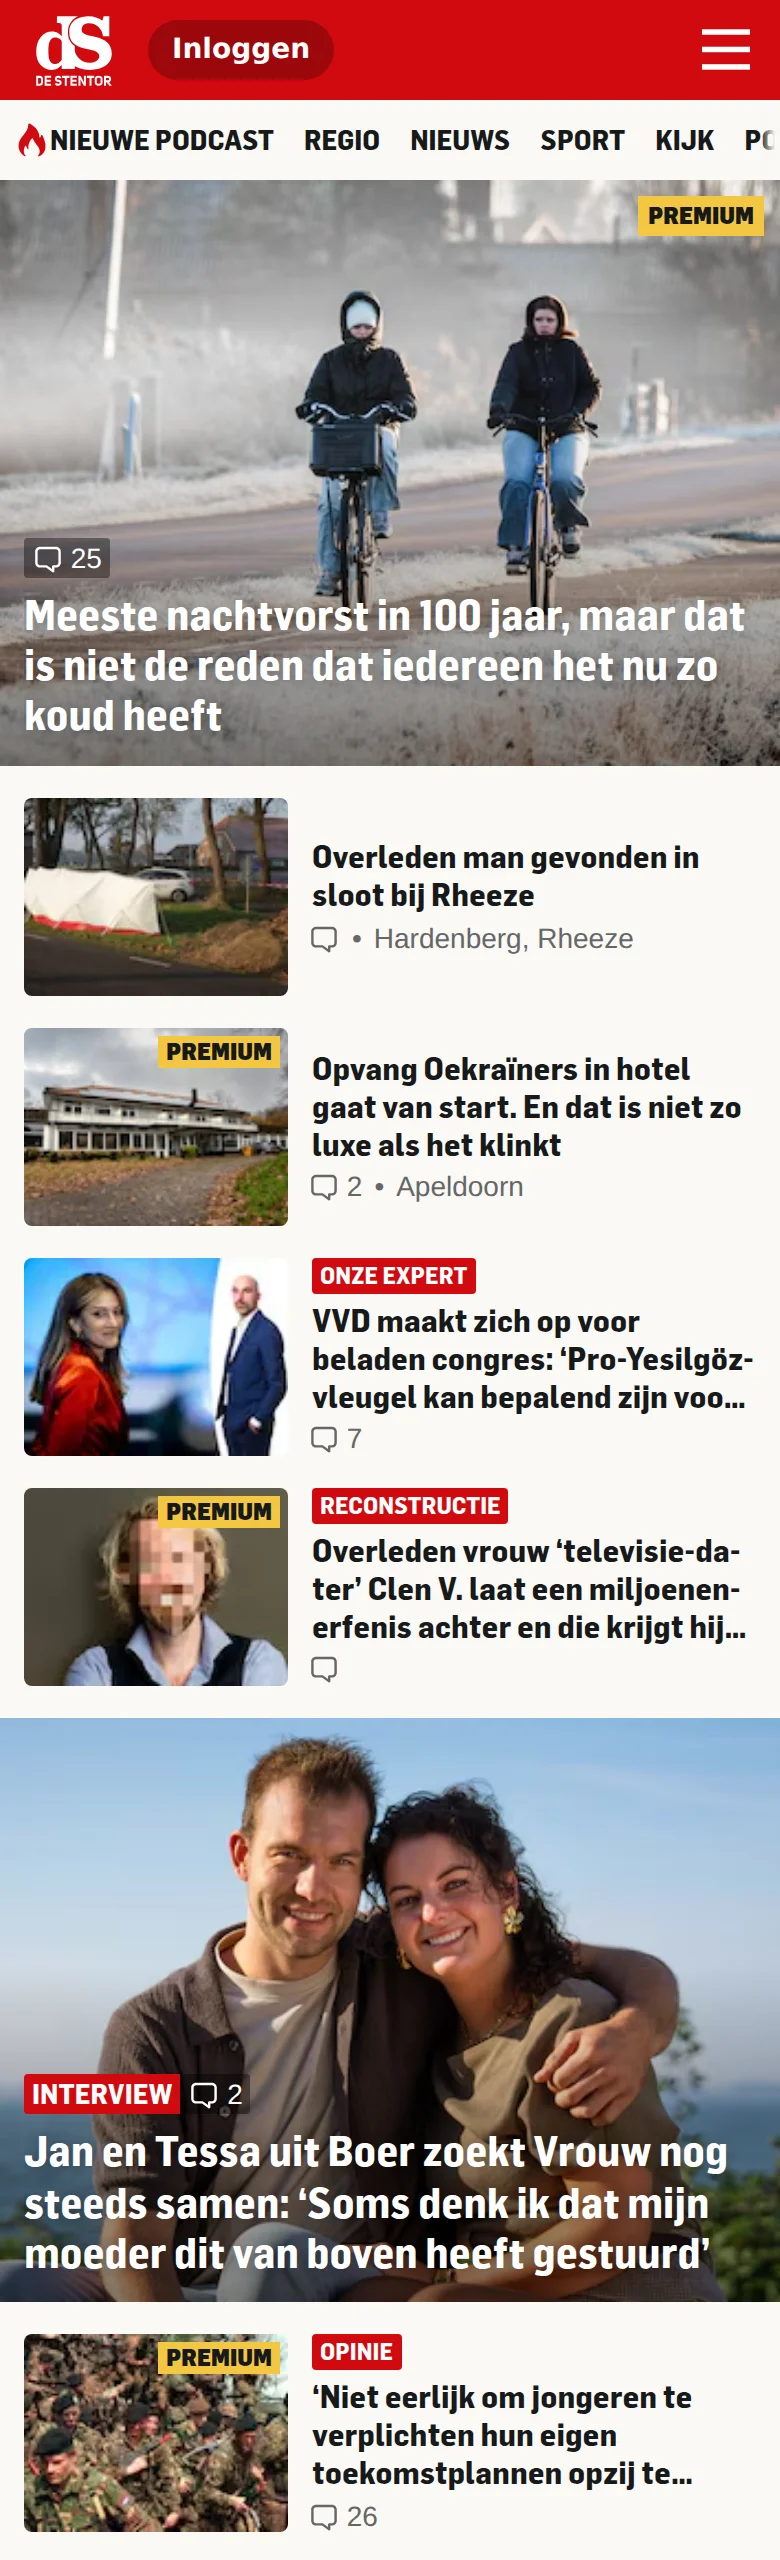 dS
DE STENTOR
Inloggen
NIEUWE PODCAST REGIO NIEUWS SPORT KIJK PO
PREMIUM
25
Meeste nachtvorst in 100 jaar, maar dat
is niet de reden dat iedereen het nu zo
koud heeft
Overleden man gevonden in
sloot bij Rheeze
• Hardenberg, Rheeze
PREMIUM
Opvang Oekraïners in hotel
gaat van start. En dat is niet zo
luxe als het klinkt
2 • Apeldoorn
ONZE EXPERT
VVD maakt zich op voor
beladen congres: ‘Pro-Yesilgöz-
vleugel kan bepalend zijn voo...
7
PREMIUM
RECONSTRUCTIE
Overleden vrouw ‘televisie-da-
ter’ Clen V. laat een miljoenen-
erfenis achter en die krijgt hij...
INTERVIEW 2
Jan en Tessa uit Boer zoekt Vrouw nog
steeds samen: ‘Soms denk ik dat mijn
moeder dit van boven heeft gestuurd’
PREMIUM
OPINIE
‘Niet eerlijk om jongeren te
verplichten hun eigen
toekomstplannen opzij te...
26